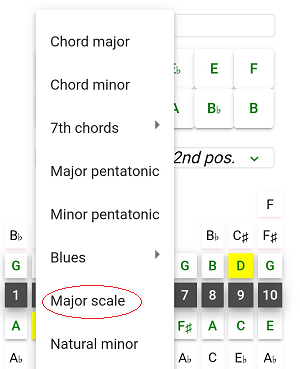 Chord major
Chord minor
7th chords
Major pentatonic
Minor pentatonic
Blues
Major scale
Natural minor
E♭ E F
A B♭ B
2nd pos.
F
B♭ B♭ C♯ F♯
G G B D G
1 7 8 9 10
A F♯ A C E
A♭ A♭ C E♭ A♭